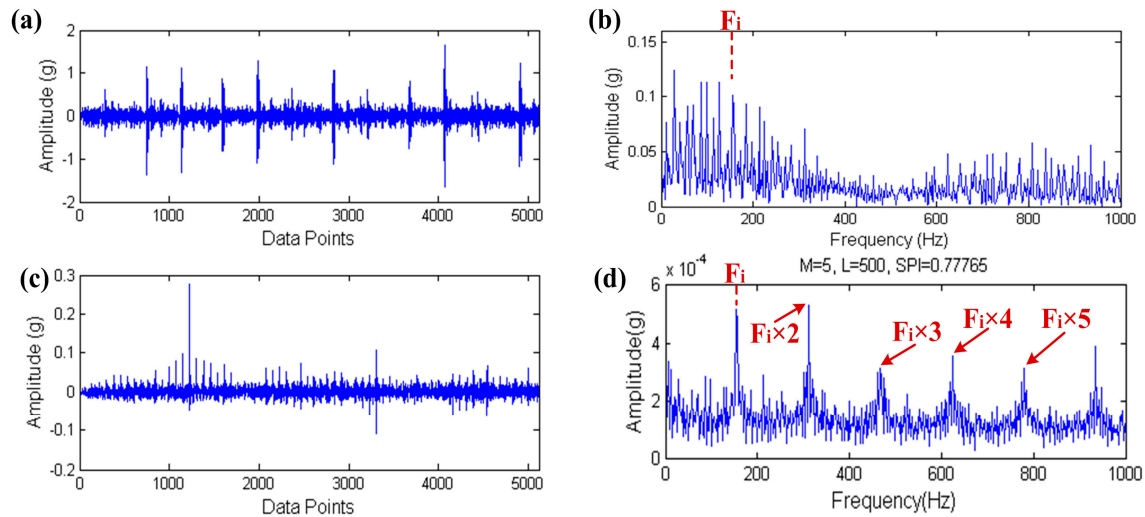 (a)
2
1
0
1
2
Amplitude (g)
0 1000 2000 3000 4000 5000
Data Points
(b)
Fi
0.15
0.1
0.05
0
Amplitude (g)
0 200 400 600 800 1000
Frequency (Hz)
(c)
0.3
0.2
0.1
0
-0.1
-0.2
Amplitude (g)
0 1000 2000 3000 4000 5000
Data Points
(d)
M=5, L=500, SPI=0.77765
6 × 10⁻⁴
4
2
0
Amplitude(g)
Fi
Fi×2
Fi×3
Fi×4
Fi×5
0 200 400 600 800 1000
Frequency(Hz)